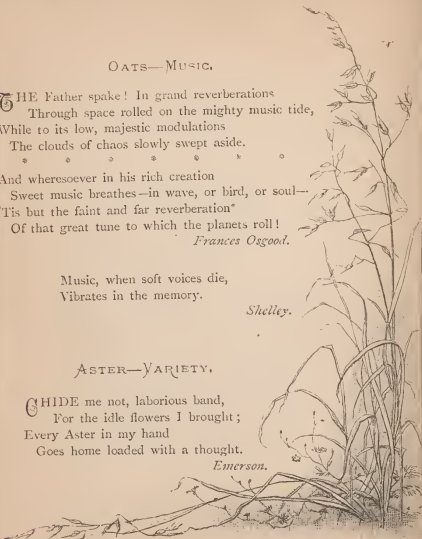 OATS—MUSIC.
THE Father spake! In grand reverberations
Through space rolled on the mighty music tide,
While to its low, majestic modulations
The clouds of chaos slowly swept aside.
* * * * * * *
And wheresoever in his rich creation
Sweet music breathes—in wave, or bird, or soul—
'Tis but the faint and far reverberation"
Of that great tune to which the planets roll!
Frances Osgood.
Music, when soft voices die,
Vibrates in the memory.
Shelley.
ASTER—VARIETY.
CHIDE me not, laborious band,
For the idle flowers I brought;
Every Aster in my hand
Goes home loaded with a thought.
Emerson.